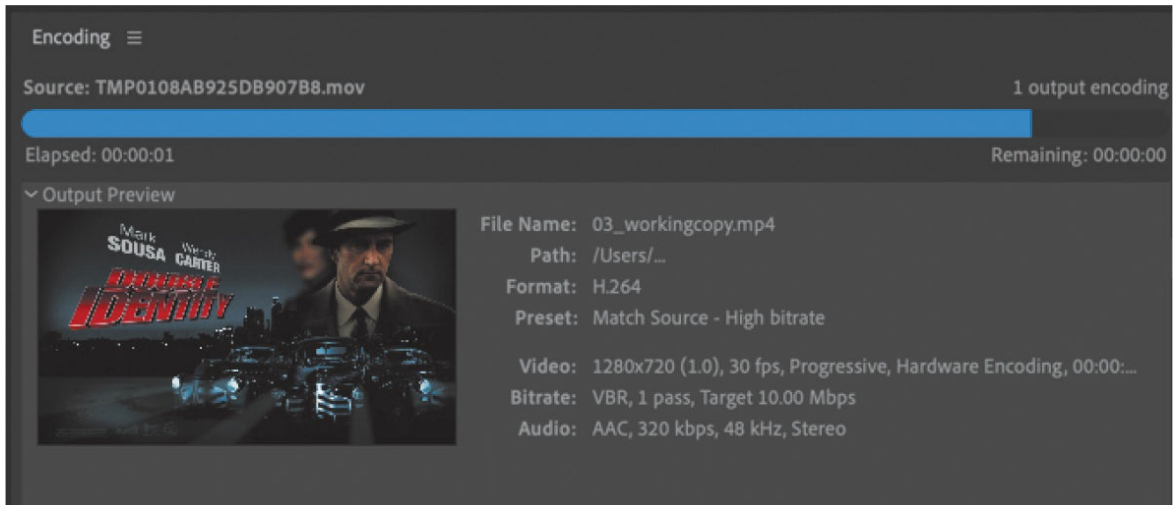 Encoding
Source: TMP0108AB925DB907B8.mov
1 output encoding
Elapsed: 00:00:01
Remaining: 00:00:00
Output Preview
Mark Wendy
SOUSA CARTER
DOUBLE
IDENTITY
File Name: 03_workingcopy.mp4
Path: /Users/...
Format: H.264
Preset: Match Source - High bitrate
Video: 1280x720 (1.0), 30 fps, Progressive, Hardware Encoding, 00:00:...
Bitrate: VBR, 1 pass, Target 10.00 Mbps
Audio: AAC, 320 kbps, 48 kHz, Stereo